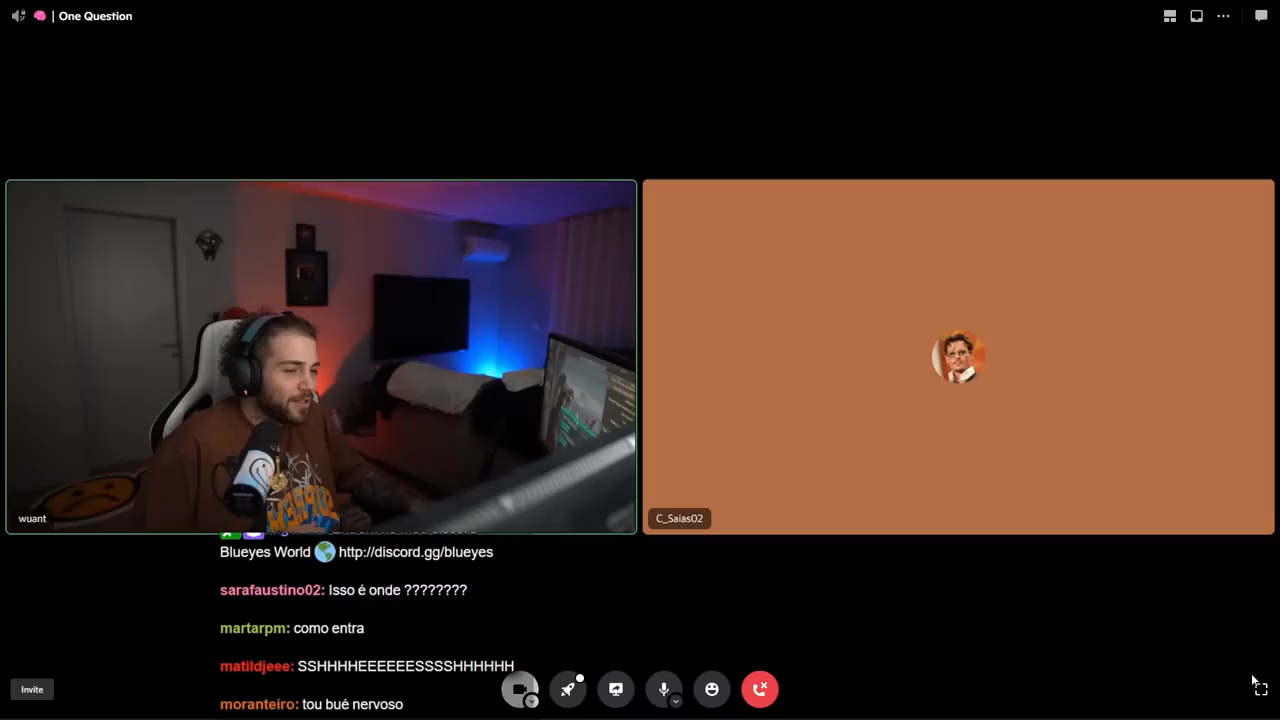 | One Question
wuant
C_Saias02
Blueyes World http://discord.gg/blueyes
sarafaustino02: Isso é onde ????????
martarpm: como entra
matildjeee: SSHHHHEEEEEESSSSHHHHHH
Invite
moranteiro: tou bué nervoso